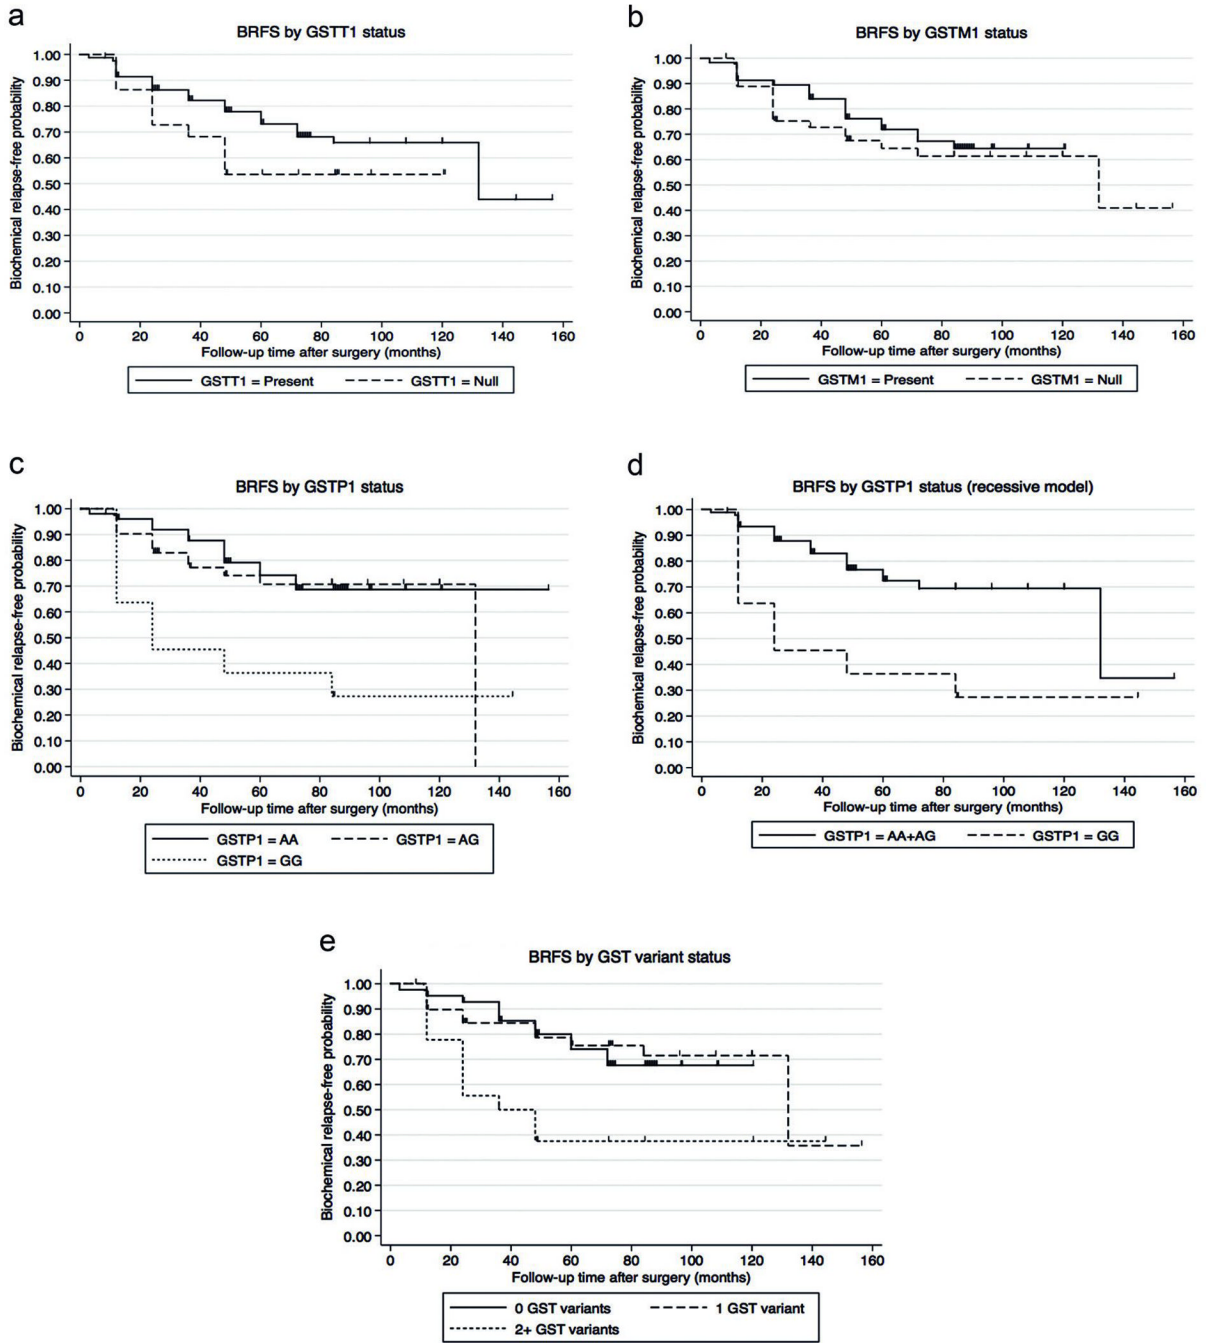 a
BRFS by GSTT1 status
Biochemical relapse-free probability
1.00
0.90
0.80
0.70
0.60
0.50
0.40
0.30
0.20
0.10
0.00
0 20 40 60 80 100 120 140 160
Follow-up time after surgery (months)
GSTT1 = Present GSTT1 = Null
b
BRFS by GSTM1 status
Biochemical relapse-free probability
1.00
0.90
0.80
0.70
0.60
0.50
0.40
0.30
0.20
0.10
0.00
0 20 40 60 80 100 120 140 160
Follow-up time after surgery (months)
GSTM1 = Present GSTM1 = Null
c
BRFS by GSTP1 status
Biochemical relapse-free probability
1.00
0.90
0.80
0.70
0.60
0.50
0.40
0.30
0.20
0.10
0.00
0 20 40 60 80 100 120 140 160
Follow-up time after surgery (months)
GSTP1 = AA GSTP1 = AG
GSTP1 = GG
d
BRFS by GSTP1 status (recessive model)
Biochemical relapse-free probability
1.00
0.90
0.80
0.70
0.60
0.50
0.40
0.30
0.20
0.10
0.00
0 20 40 60 80 100 120 140 160
Follow-up time after surgery (months)
GSTP1 = AA+AG GSTP1 = GG
e
BRFS by GST variant status
Biochemical relapse-free probability
1.00
0.90
0.80
0.70
0.60
0.50
0.40
0.30
0.20
0.10
0.00
0 20 40 60 80 100 120 140 160
Follow-up time after surgery (months)
0 GST variants 1 GST variant
2+ GST variants